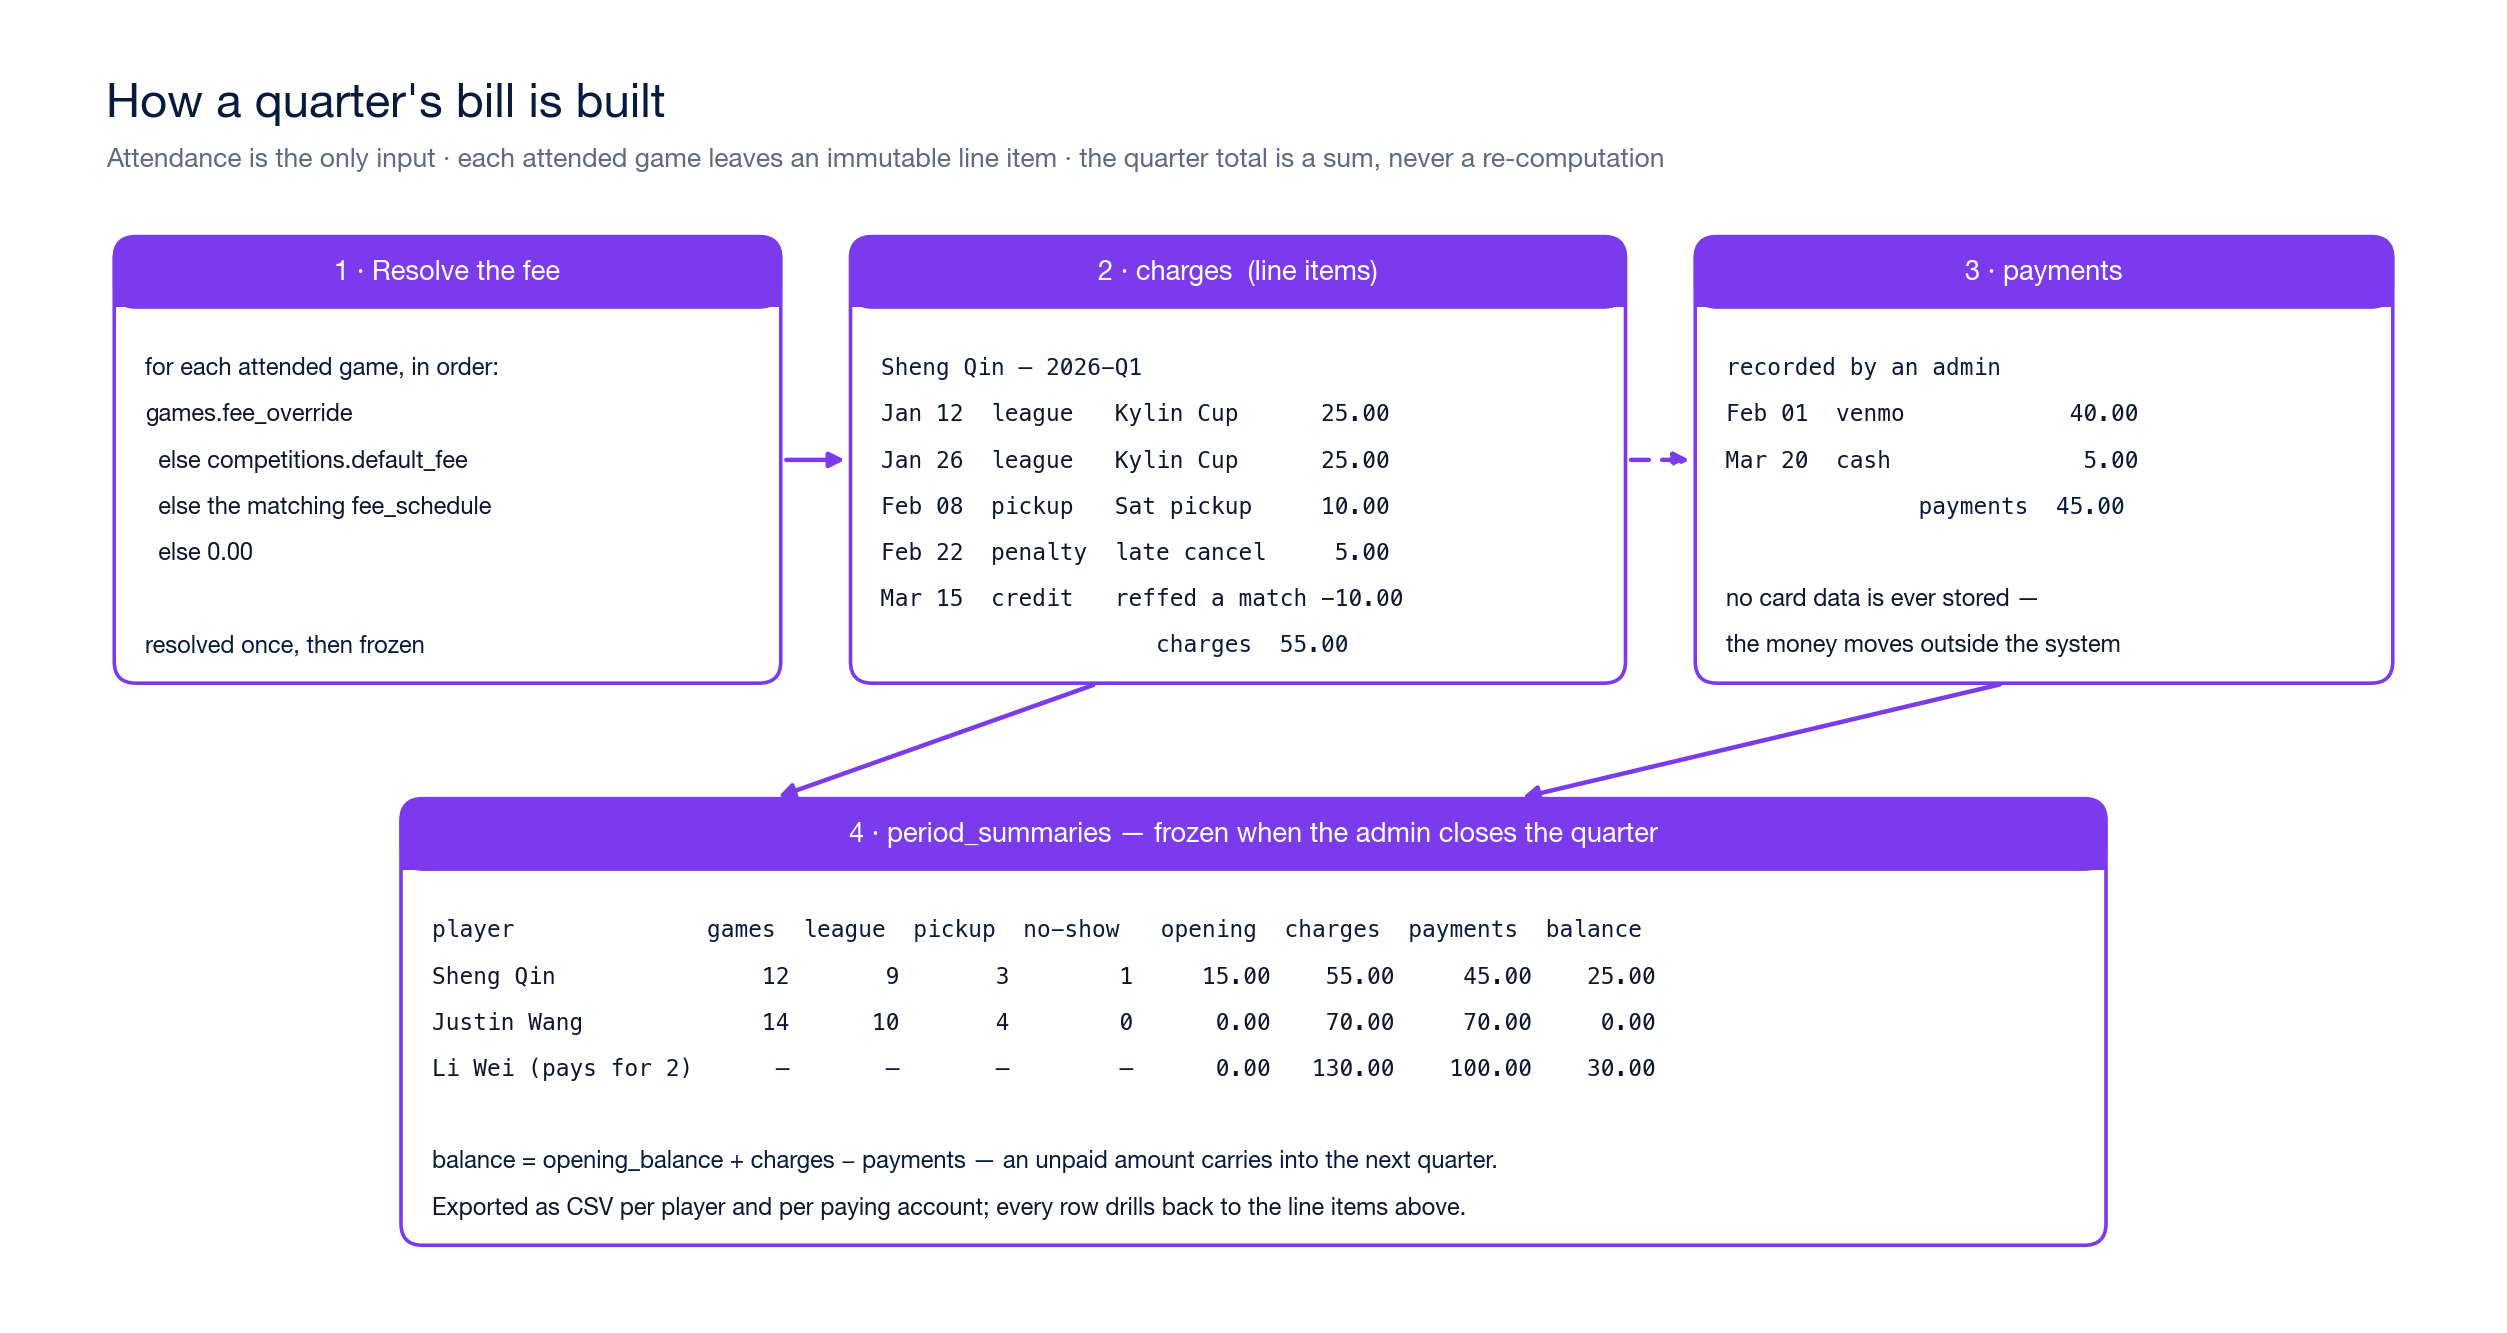 How a quarter's bill is built
Attendance is the only input · each attended game leaves an immutable line item · the quarter total is a sum, never a re-computation
1 · Resolve the fee
for each attended game, in order:
games.fee_override
else competitions.default_fee
else the matching fee_schedule
else 0.00
resolved once, then frozen
2 · charges (line items)
Sheng Qin — 2026-Q1
Jan 12 league Kylin Cup 25.00
Jan 26 league Kylin Cup 25.00
Feb 08 pickup Sat pickup 10.00
Feb 22 penalty late cancel 5.00
Mar 15 credit reffed a match -10.00
charges 55.00
3 · payments
recorded by an admin
Feb 01 venmo 40.00
Mar 20 cash 5.00
payments 45.00
no card data is ever stored —
the money moves outside the system
4 · period_summaries — frozen when the admin closes the quarter
player games league pickup no-show opening charges payments balance
Sheng Qin 12 9 3 1 15.00 55.00 45.00 25.00
Justin Wang 14 10 4 0 0.00 70.00 70.00 0.00
Li Wei (pays for 2) — — — — 0.00 130.00 100.00 30.00
balance = opening_balance + charges – payments — an unpaid amount carries into the next quarter.
Exported as CSV per player and per paying account; every row drills back to the line items above.